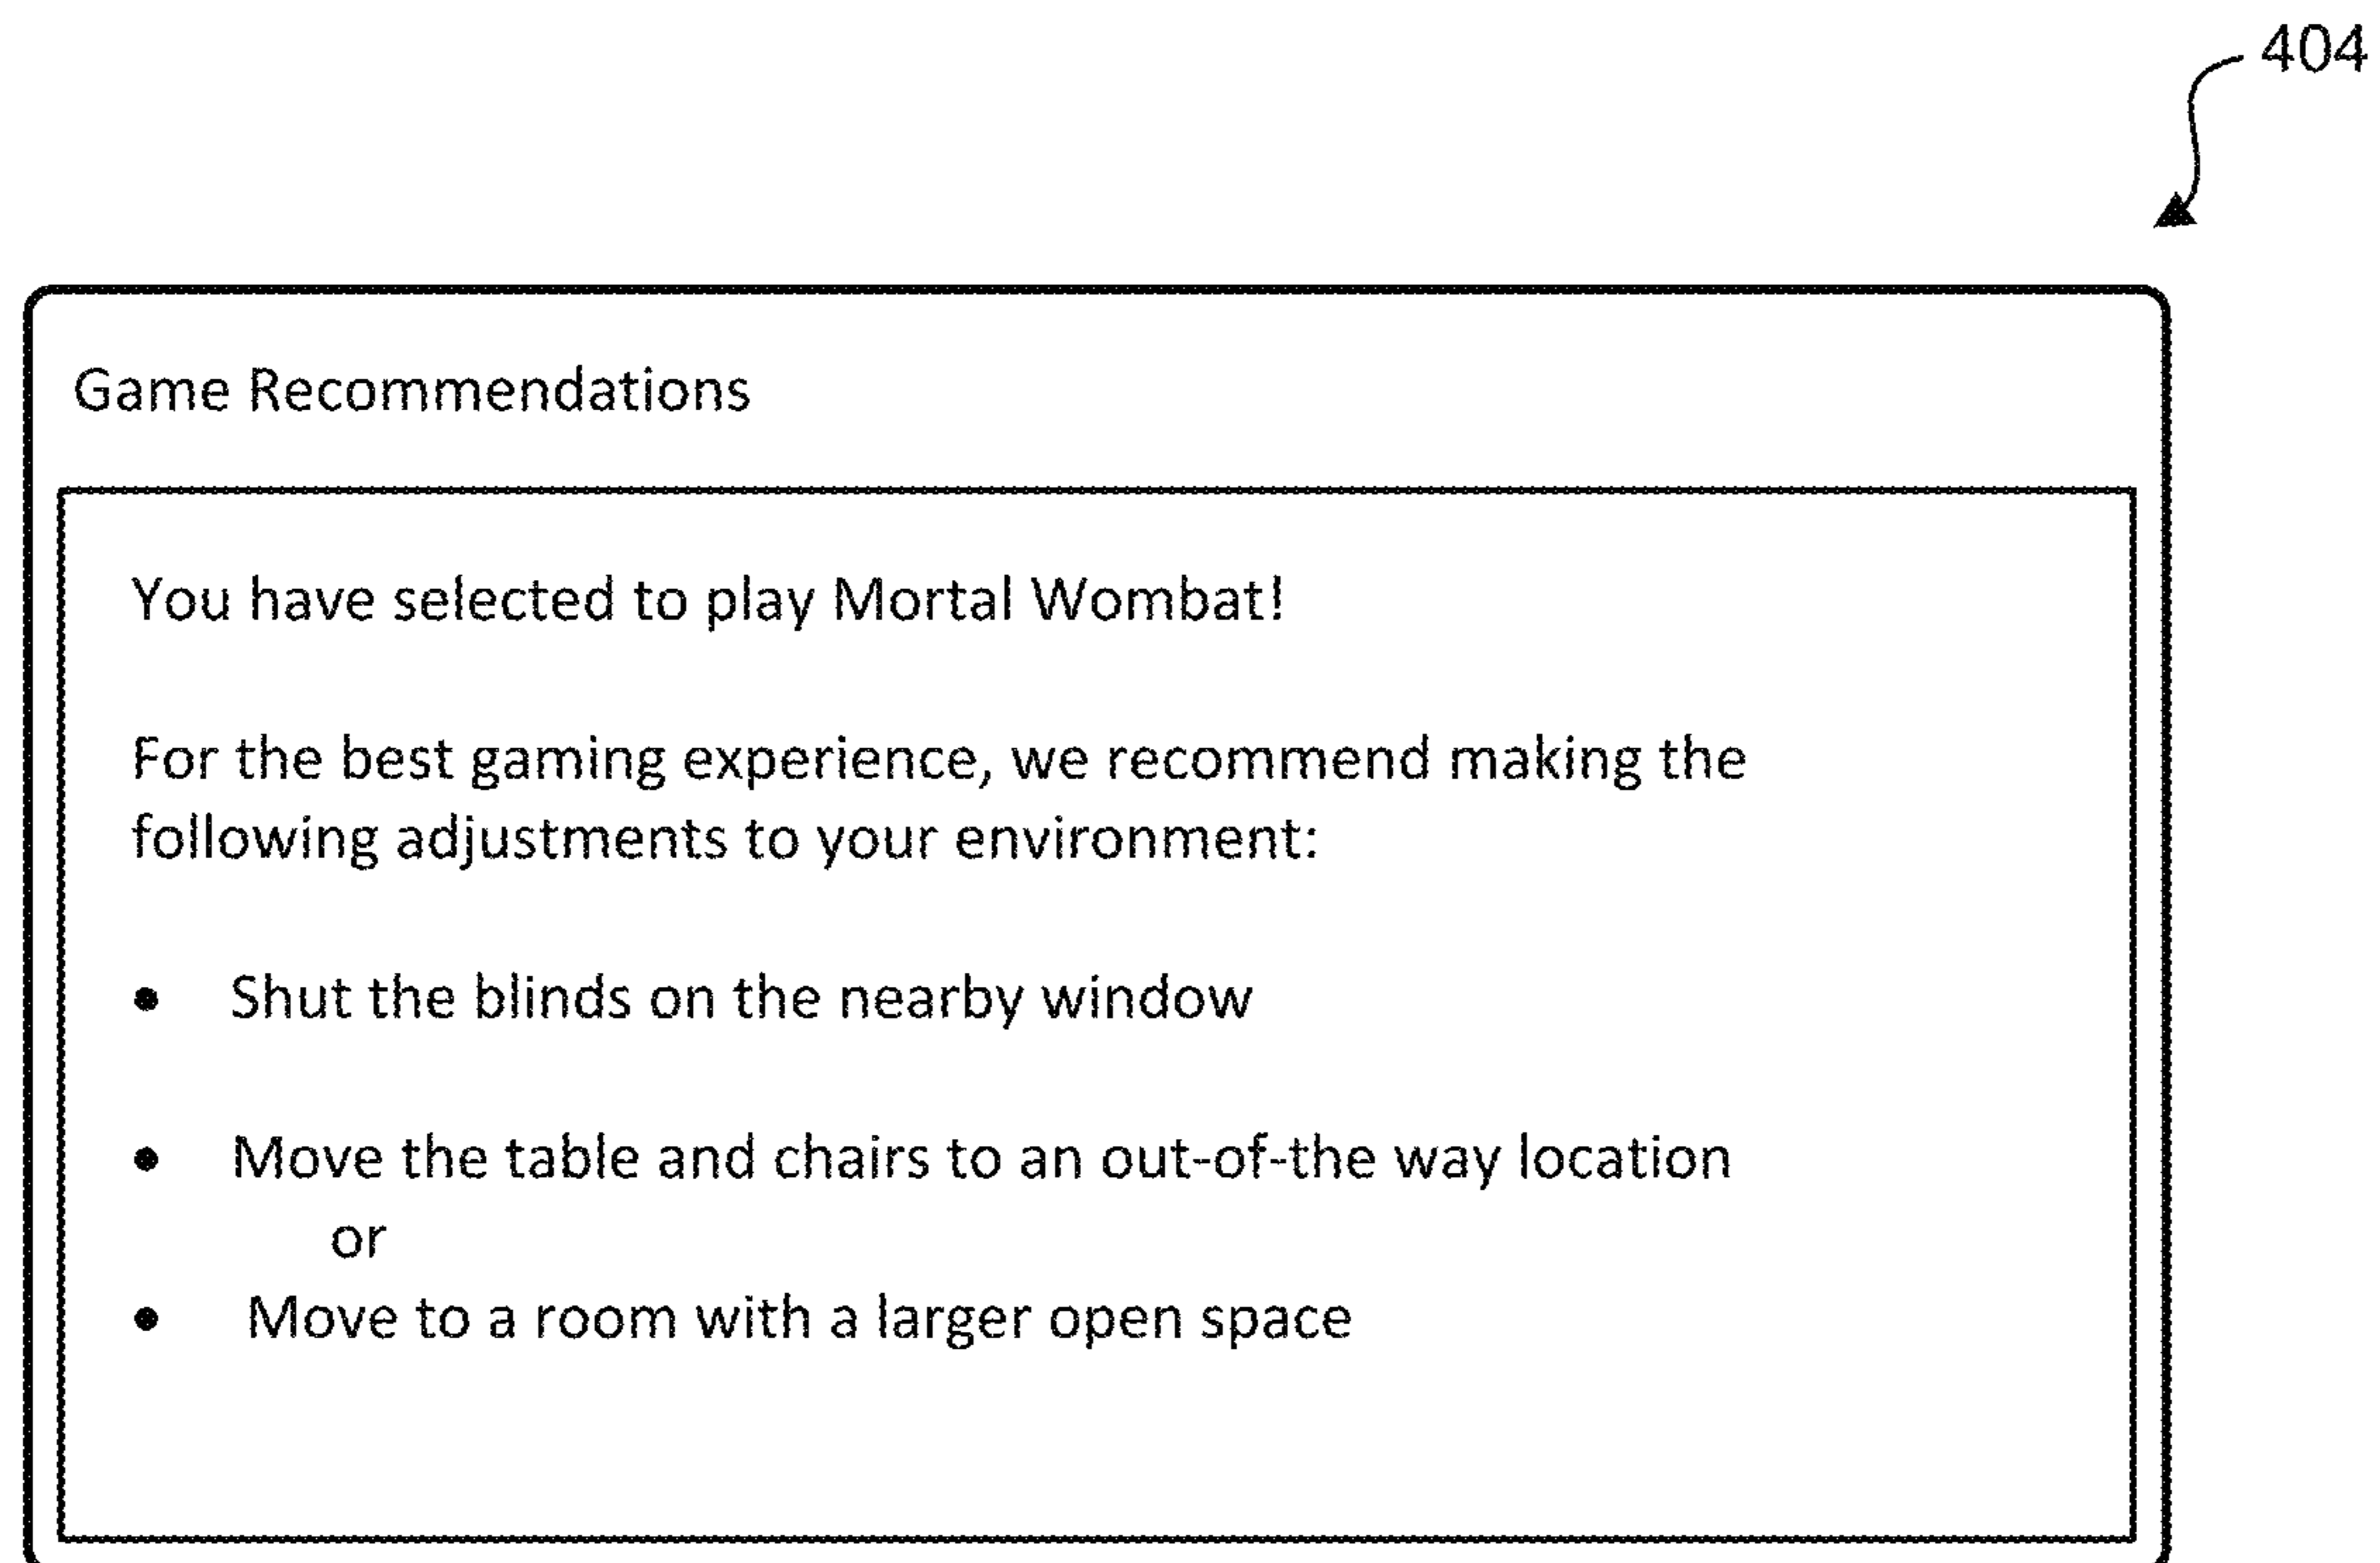 404
Game Recommendations
You have selected to play Mortal Wombat!
For the best gaming experience, we recommend making the
following adjustments to your environment:
• Shut the blinds on the nearby window
• Move the table and chairs to an out-of-the way location
or
• Move to a room with a larger open space